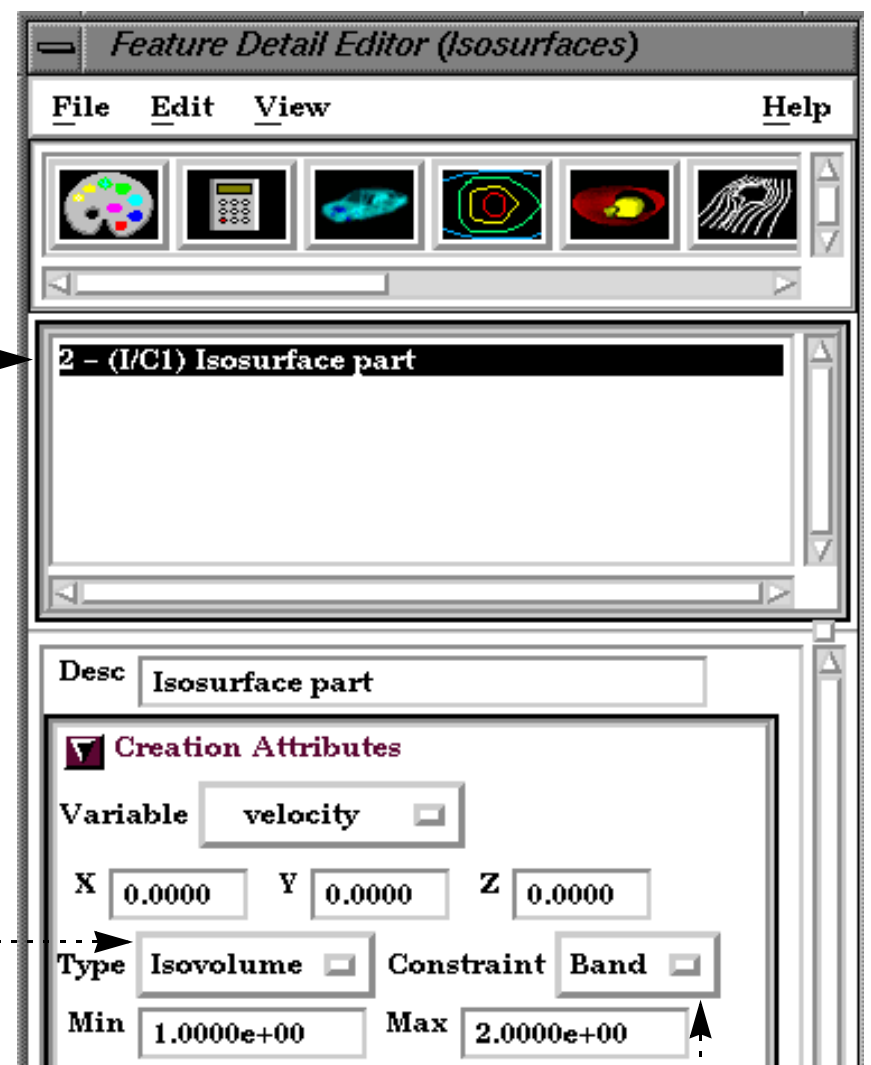 Feature Detail Editor (Isosurfaces)
File Edit View Help
2 – (I/C1) Isosurface part
Desc Isosurface part
Creation Attributes
Variable velocity
X 0.0000 Y 0.0000 Z 0.0000
Type Isovolume Constraint Band
Min 1.0000e+00 Max 2.0000e+00